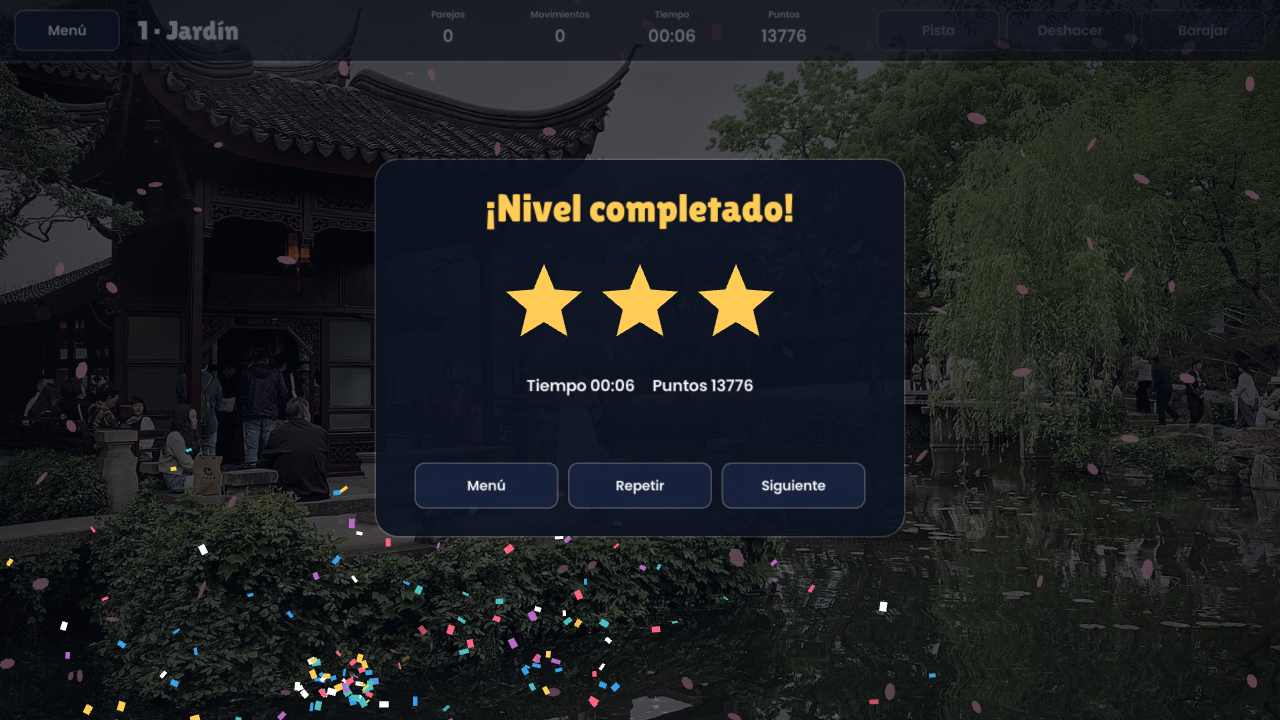 Menú
1 · Jardín
Parejas
0
Movimientos
0
Tiempo
00:06
Puntos
13776
Pista
Deshacer
Barajar
¡Nivel completado!
Tiempo 00:06 Puntos 13776
Menú
Repetir
Siguiente